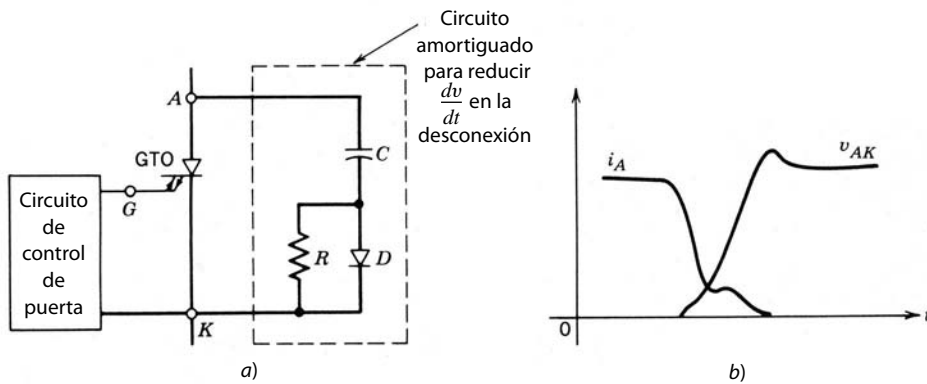 Circuito
amortiguado
para reducir
dv/dt en la
desconexión
A
GTO
C
G
Circuito
de
control
de
puerta
R
D
K
a)
i_A
v_AK
0
t
b)